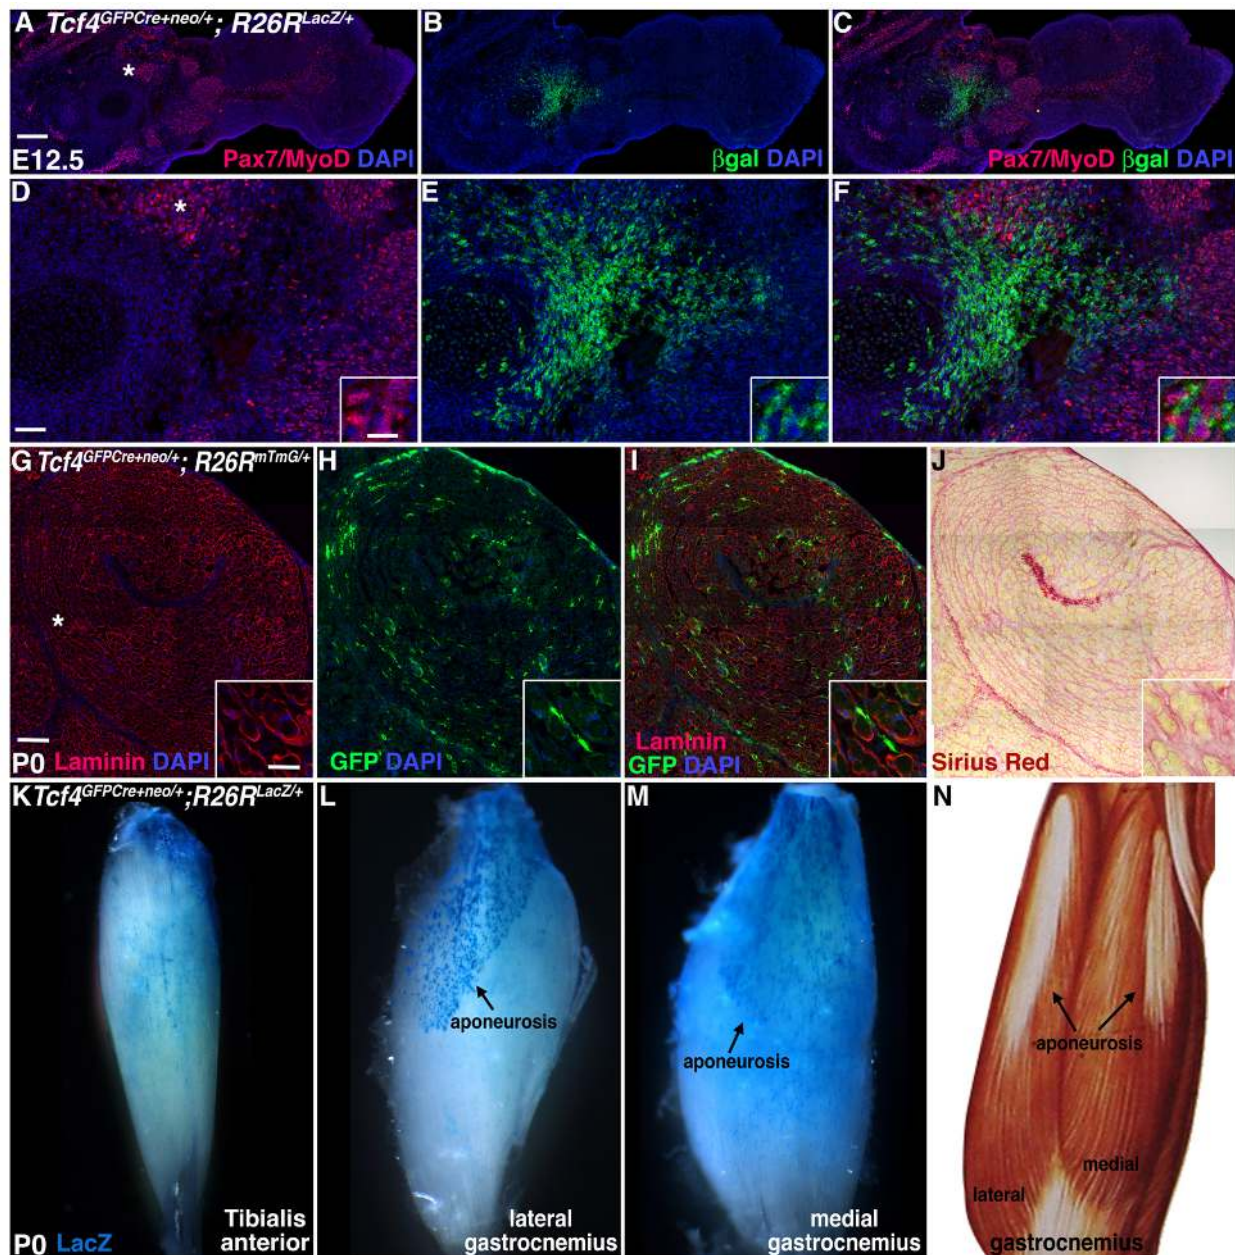 A Tcf4GFPCre+neo/+; R26RLacZ/+
B
C
*
E12.5
Pax7/MyoD DAPI
βgal DAPI
Pax7/MyoD βgal DAPI
D
E
F
*
G Tcf4GFPCre+neo/+; R26RmTmG/+
H
I
J
*
P0 Laminin DAPI
GFP DAPI
Laminin
GFP DAPI
Sirius Red
K Tcf4GFPCre+neo/+; R26RLacZ/+
L
M
N
aponeurosis
aponeurosis
aponeurosis
P0 LacZ
Tibialis
anterior
lateral
gastrocnemius
medial
gastrocnemius
medial
lateral
gastrocnemius